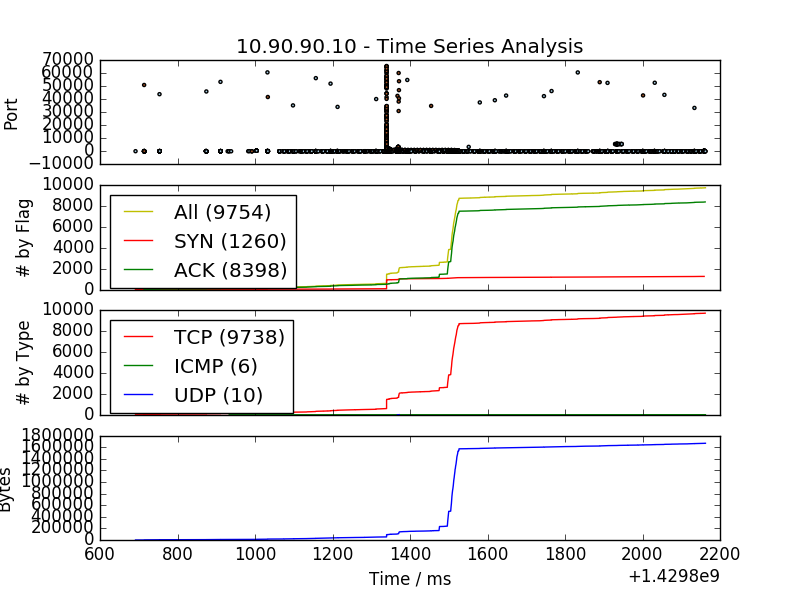 10.90.90.10 - Time Series Analysis
70000
60000
50000
40000
30000
20000
10000
0
−10000
Port
10000
8000
6000
4000
2000
0
# by Flag
All (9754)
SYN (1260)
ACK (8398)
10000
8000
6000
4000
2000
0
# by Type
TCP (9738)
ICMP (6)
UDP (10)
1800000
1600000
1400000
1200000
1000000
800000
600000
400000
200000
0
Bytes
600 800 1000 1200 1400 1600 1800 2000 2200
Time / ms
+1.4298e9